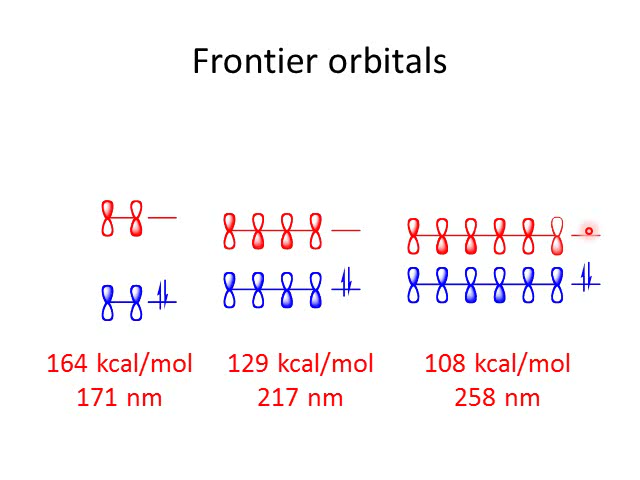 Frontier orbitals
164 kcal/mol 129 kcal/mol 108 kcal/mol
171 nm 217 nm 258 nm